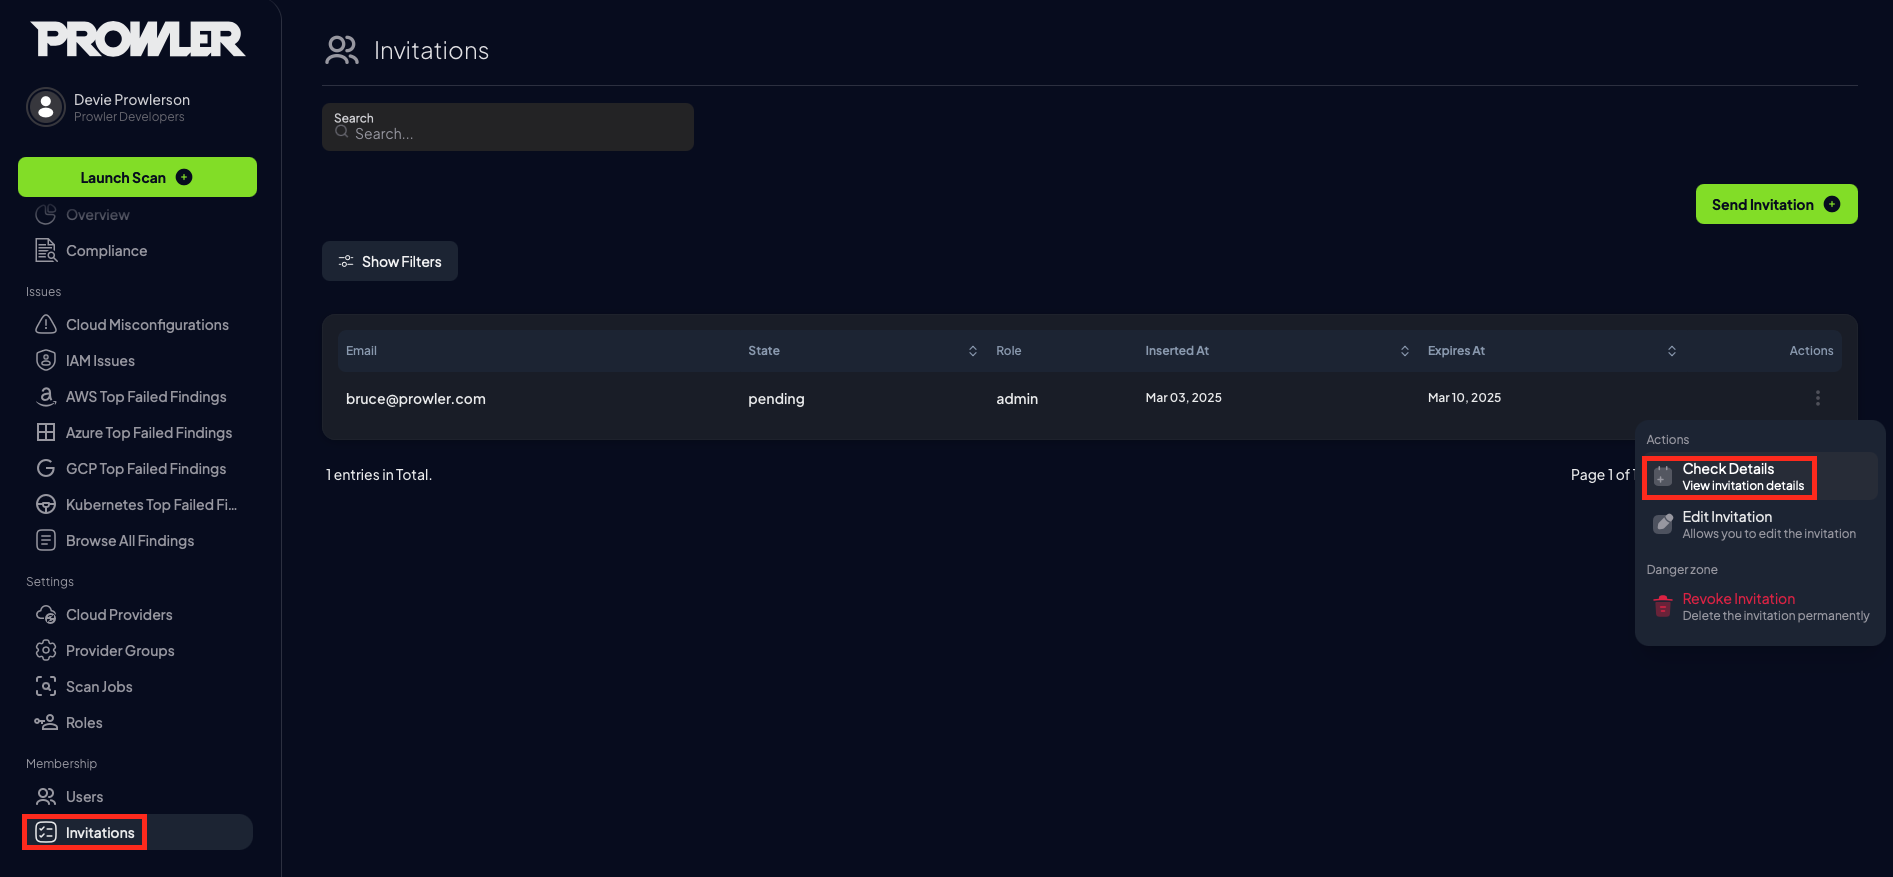 PROWLER
Devie Prowlerson
Prowler Developers
Launch Scan
Overview
Compliance
Issues
Cloud Misconfigurations
IAM Issues
AWS Top Failed Findings
Azure Top Failed Findings
GCP Top Failed Findings
Kubernetes Top Failed Fi...
Browse All Findings
Settings
Cloud Providers
Provider Groups
Scan Jobs
Roles
Membership
Users
Invitations
Invitations
Search
Search...
Send Invitation
Show Filters
Email State Role Inserted At Expires At Actions
bruce@prowler.com pending admin Mar 03, 2025 Mar 10, 2025
1 entries in Total. Page 1 of 1
Actions
Check Details
View invitation details
Edit Invitation
Allows you to edit the invitation
Danger zone
Revoke Invitation
Delete the invitation permanently